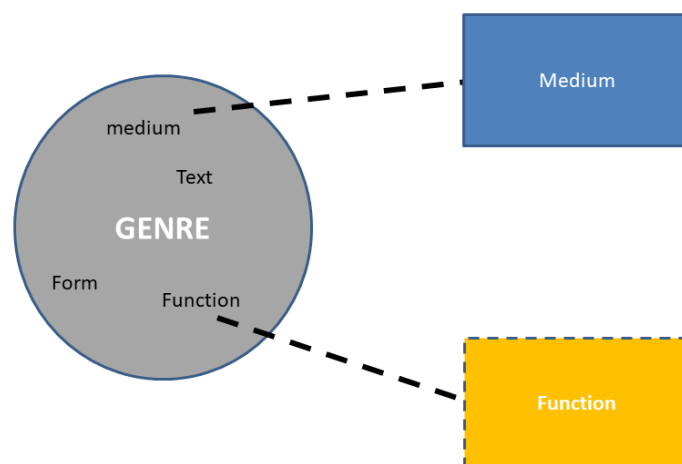 Medium
medium
Text
GENRE
Form
Function
Function